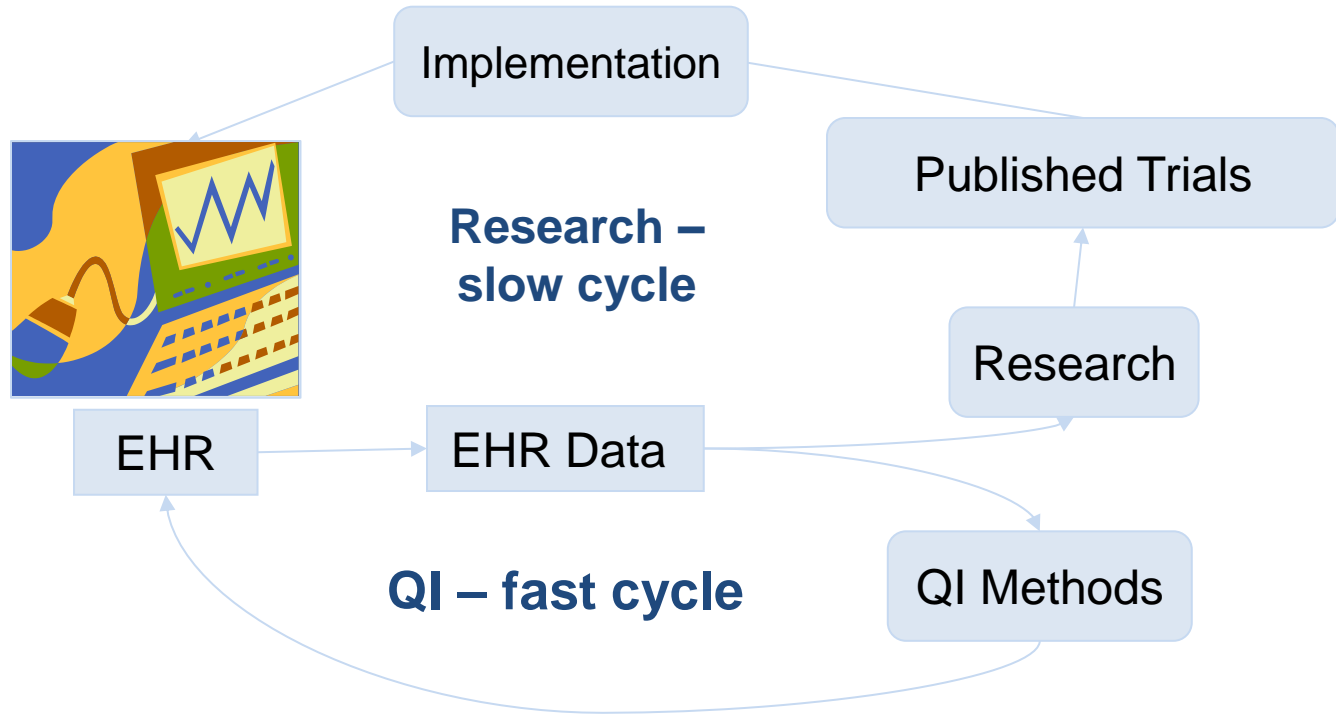 Implementation
Published Trials
Research –
slow cycle
Research
EHR
EHR Data
QI – fast cycle
QI Methods